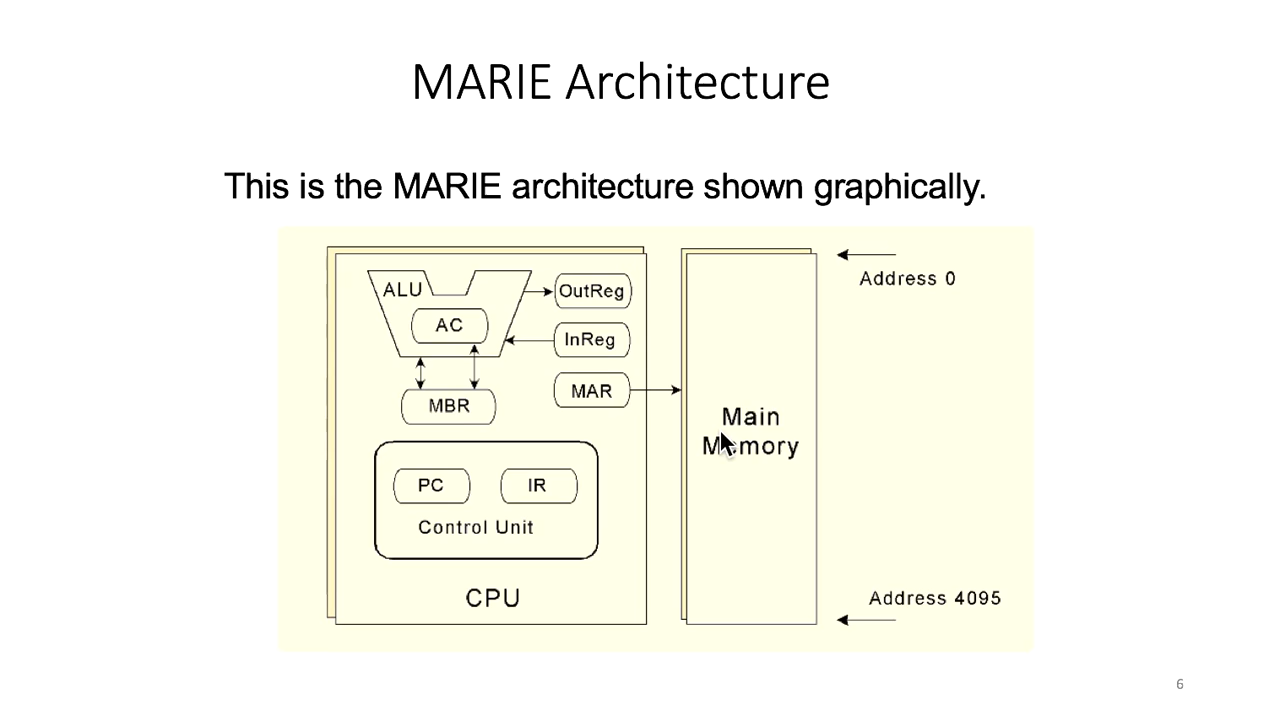 MARIE Architecture
This is the MARIE architecture shown graphically.
ALU
OutReg
AC
InReg
MAR
MBR
PC
IR
Control Unit
CPU
Main
Memory
Address 0
Address 4095
6